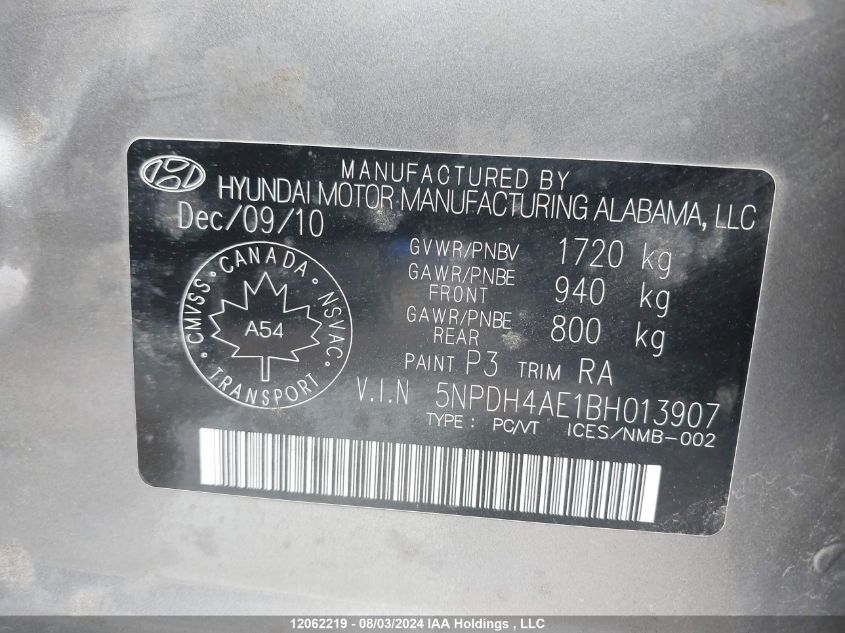 MANUFACTURED BY
HYUNDAI MOTOR MANUFACTURING ALABAMA, LLC
Dec/09/10
GVWR/PNBV 1720 kg
GAWR/PNBE
FRONT 940 kg
GAWR/PNBE
REAR 800 kg
PAINT P3 TRIM RA
V.I.N 5NPDH4AE1BH013907
TYPE: PC/VT ICES/NMB-002
CMVSS · CANADA · NSVAC
A54
TRANSPORT
12062219 - 08/03/2024 IAA Holdings , LLC